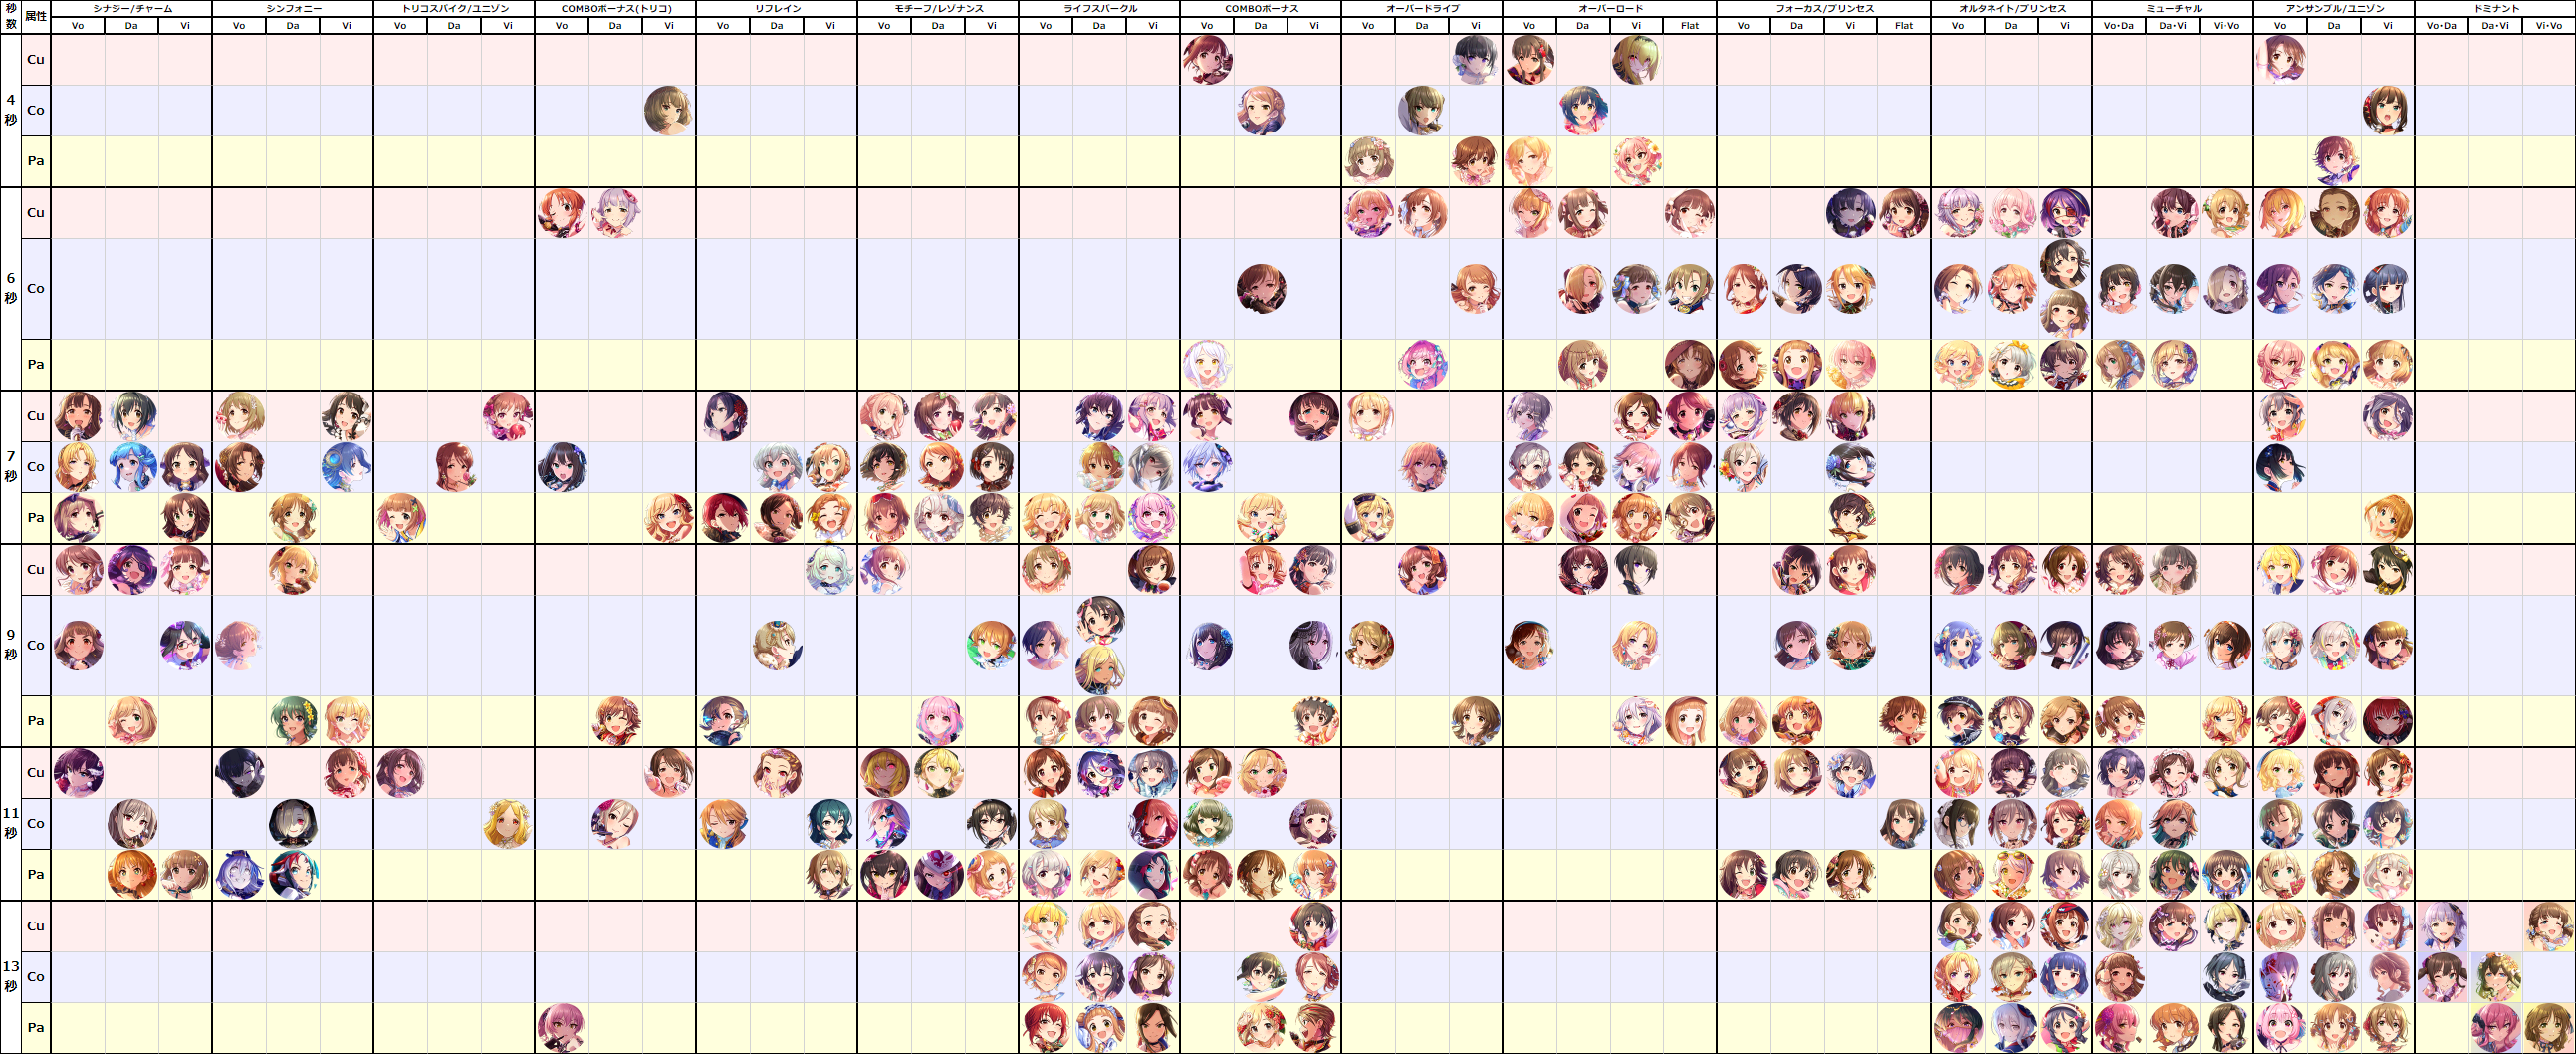 秒数 属性 シナジー/チャーム シンフォニー トリコスパイク/ユニゾン COMBOボーナス(トリコ) リフレイン モチーフ/レゾナンス ライフスパークル COMBOボーナス オーバードライブ オーバーロード フォーカス/プリンセス オルタネイト/プリンセス ミューチャル アンサンブル/ユニゾン ドミナント
Vo Da Vi Vo Da Vi Vo Da Vi Vo Da Vi Vo Da Vi Vo Da Vi Vo Da Vi Vo Da Vi Vo Da Vi Vo Da Vi Flat Vo Da Vi Flat Vo Da Vi Vo・Da Da・Vi Vi・Vo Vo Da Vi Vo・Da Da・Vi Vi・Vo
4秒
Cu
Co
Pa
6秒
Cu
Co
Pa
7秒
Cu
Co
Pa
9秒
Cu
Co
Pa
11秒
Cu
Co
Pa
13秒
Cu
Co
Pa